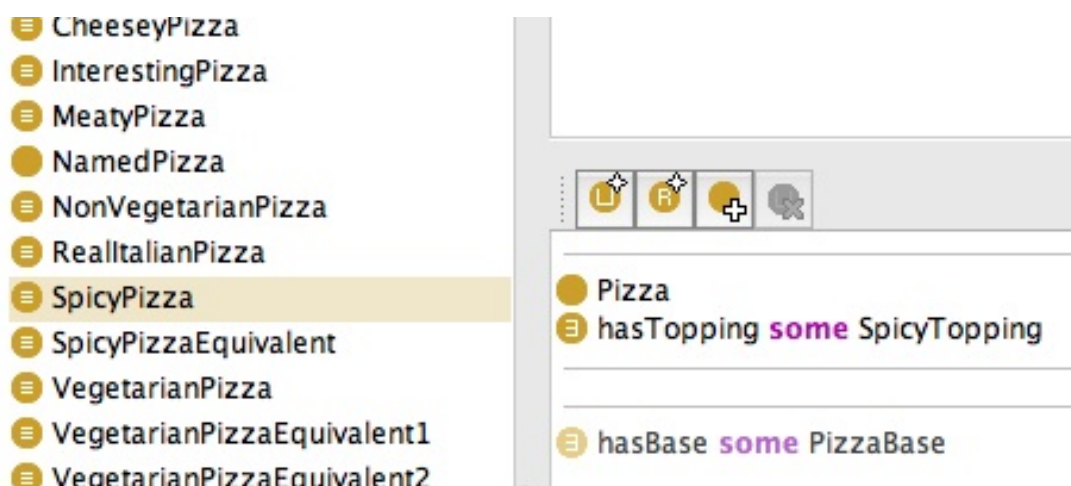 CheeseyPizza
InterestingPizza
MeatyPizza
NamedPizza
NonVegetarianPizza
RealItalianPizza
SpicyPizza
SpicyPizzaEquivalent
VegetarianPizza
VegetarianPizzaEquivalent1
VegetarianPizzaEquivalent2
Pizza
hasTopping some SpicyTopping
hasBase some PizzaBase